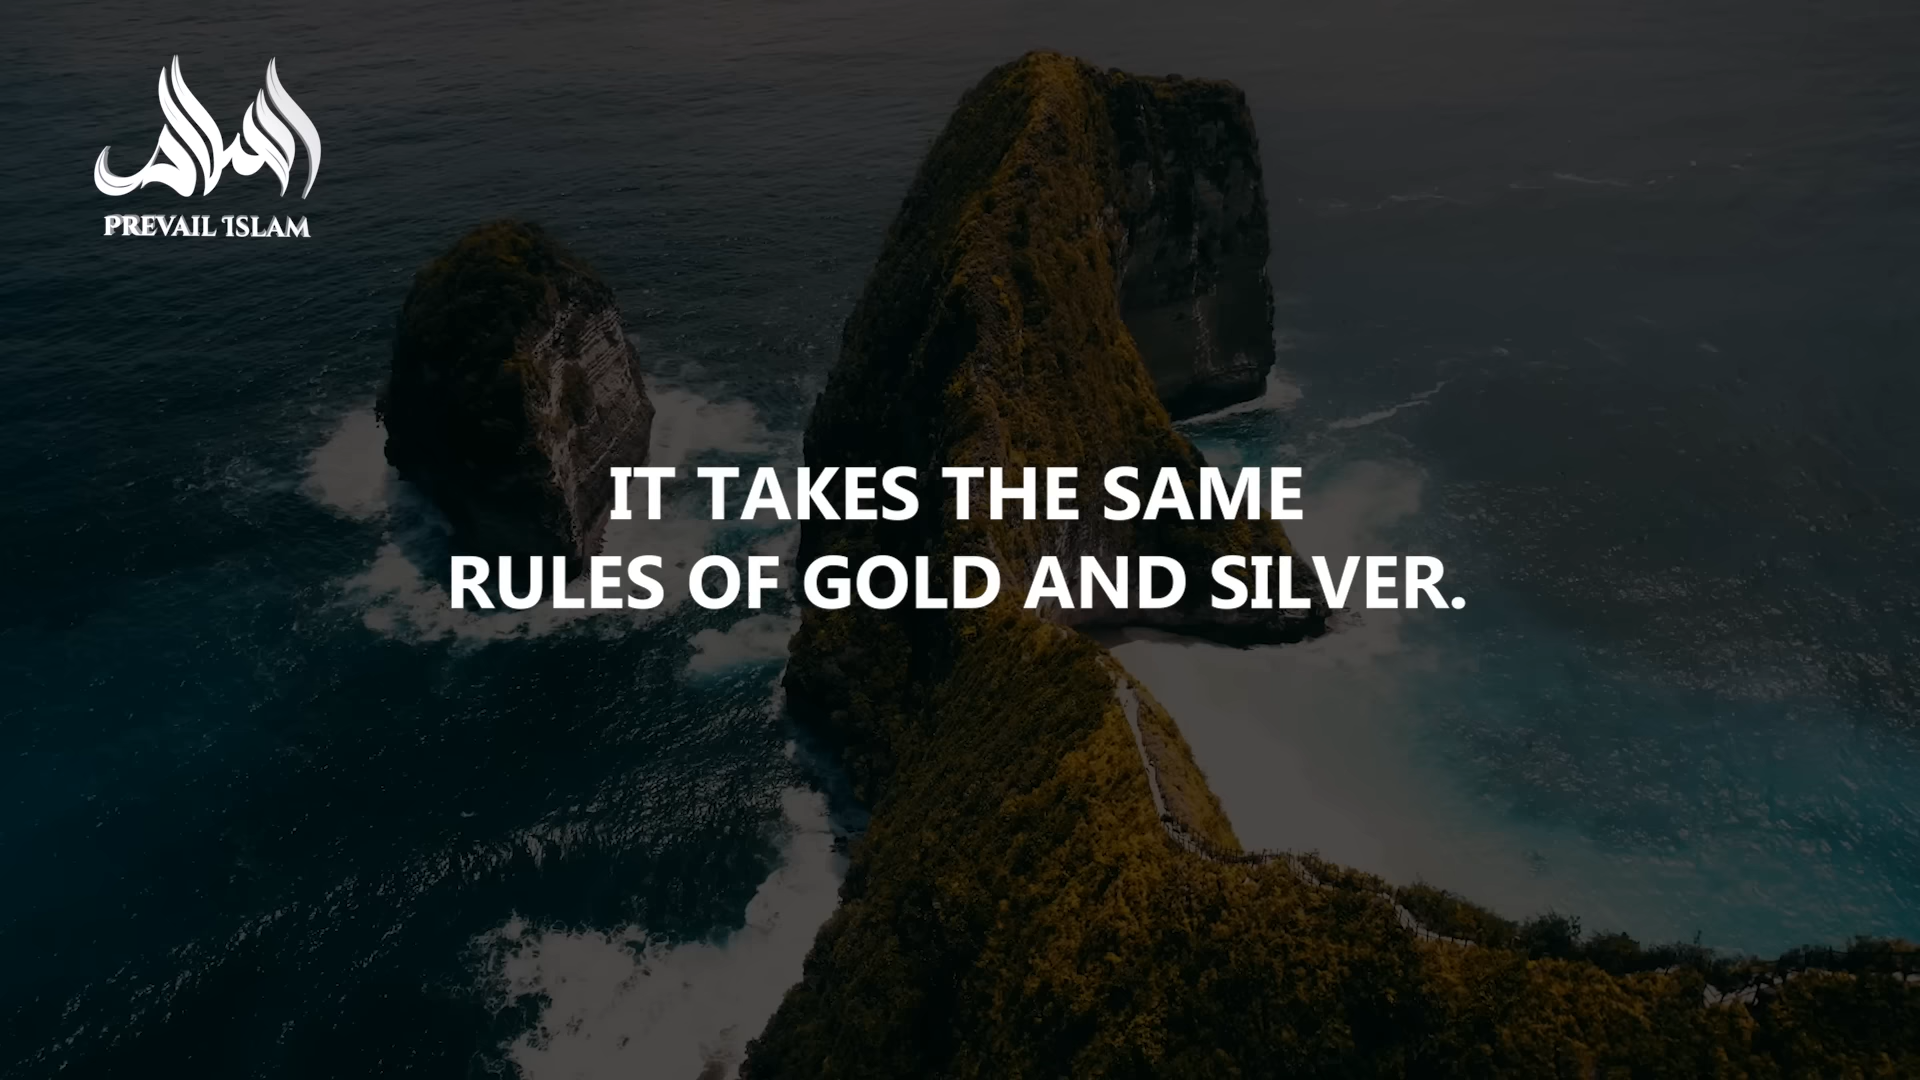 PREVAIL ISLAM
IT TAKES THE SAME
RULES OF GOLD AND SILVER.